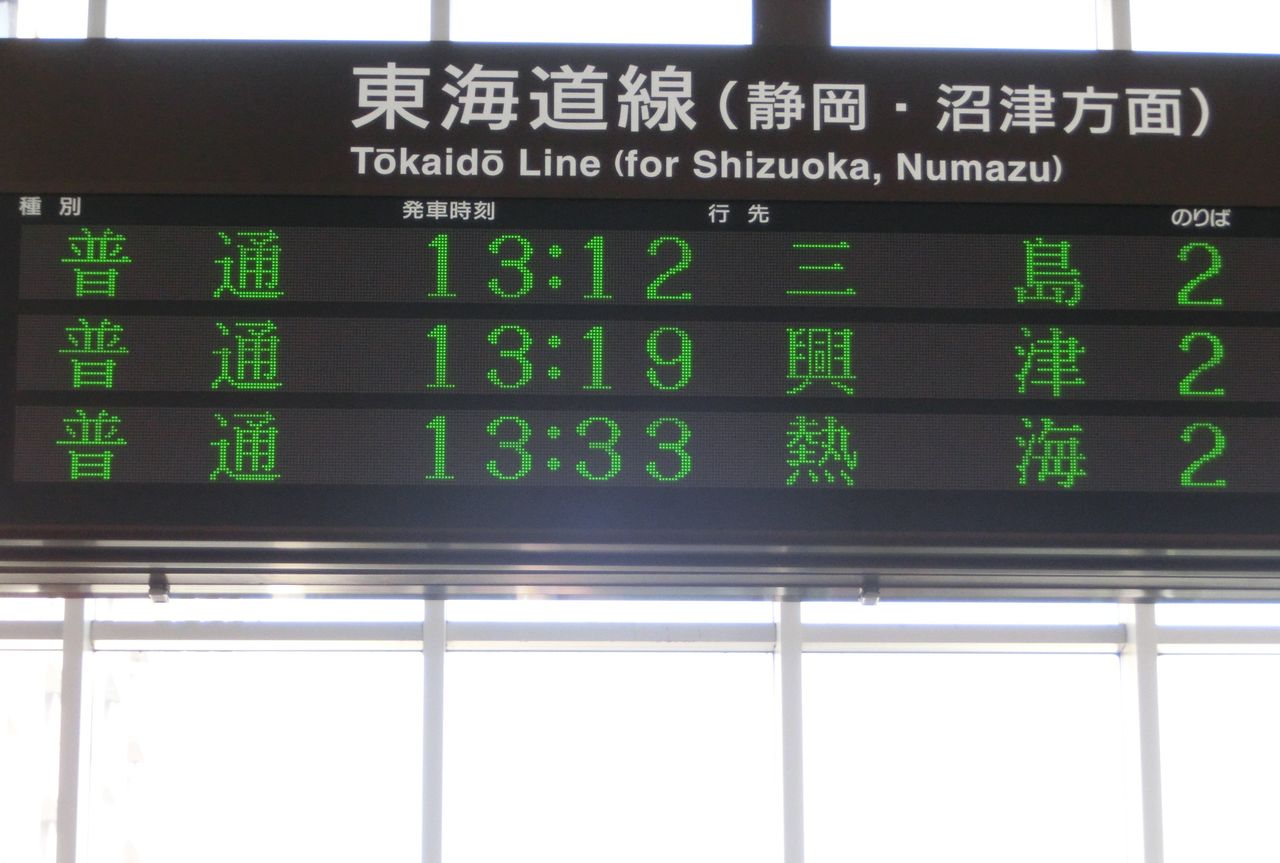 東海道線（静岡・沼津方面）
Tōkaidō Line (for Shizuoka, Numazu)
種別 発車時刻 行先 のりば
普通 13:12 三島 2
普通 13:19 興津 2
普通 13:33 熱海 2